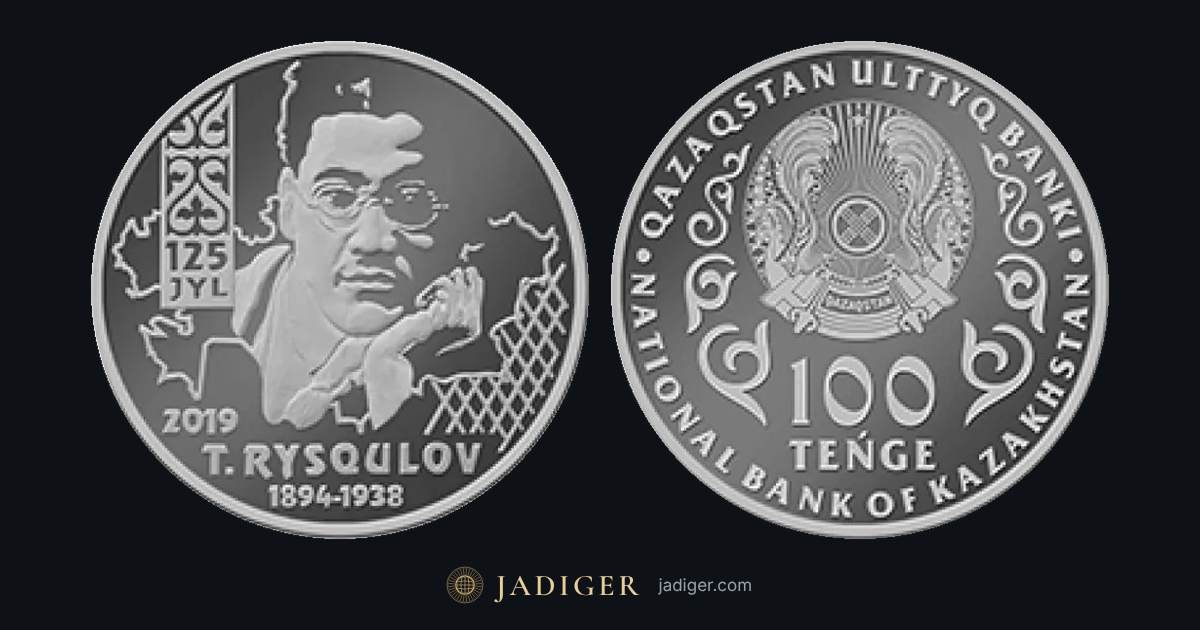 125
JYL
2019
T. RYSQULOV
1894-1938
QAZAQSTAN ULTTYQ BANKI
QAZAQSTAN
100
TEŃGE
• NATIONAL BANK OF KAZAKHSTAN •
JADIGER jadiger.com